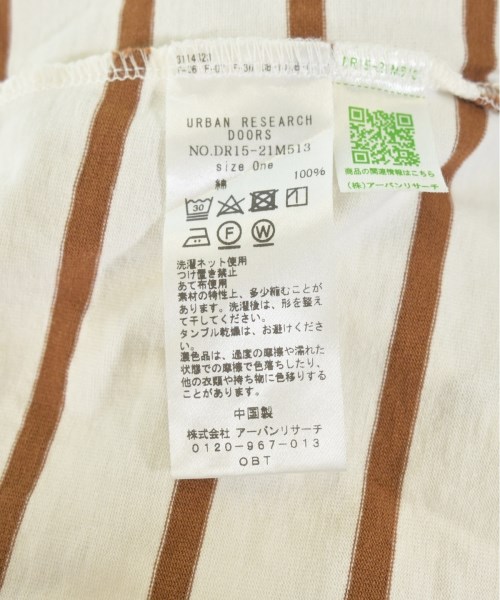 DR15-21M513
URBAN RESEARCH
DOORS
NO.DR15-21M513
size One
綿 100%
30
F W
商品の関連情報はこちら
(株)アーバンリサーチ
洗濯ネット使用
つけ置き禁止
あて布使用
素材の特性上、多少縮むことが
あります。洗濯後は、形を整え
て干してください。
タンブル乾燥は、お避けくださ
い。
濃色品は、過度の摩擦や濡れた
状態での摩擦で色落ちしたり、
他の衣類や持ち物に色移りする
ことがあります。
中国製
株式会社 アーバンリサーチ
0120-967-013
OBT